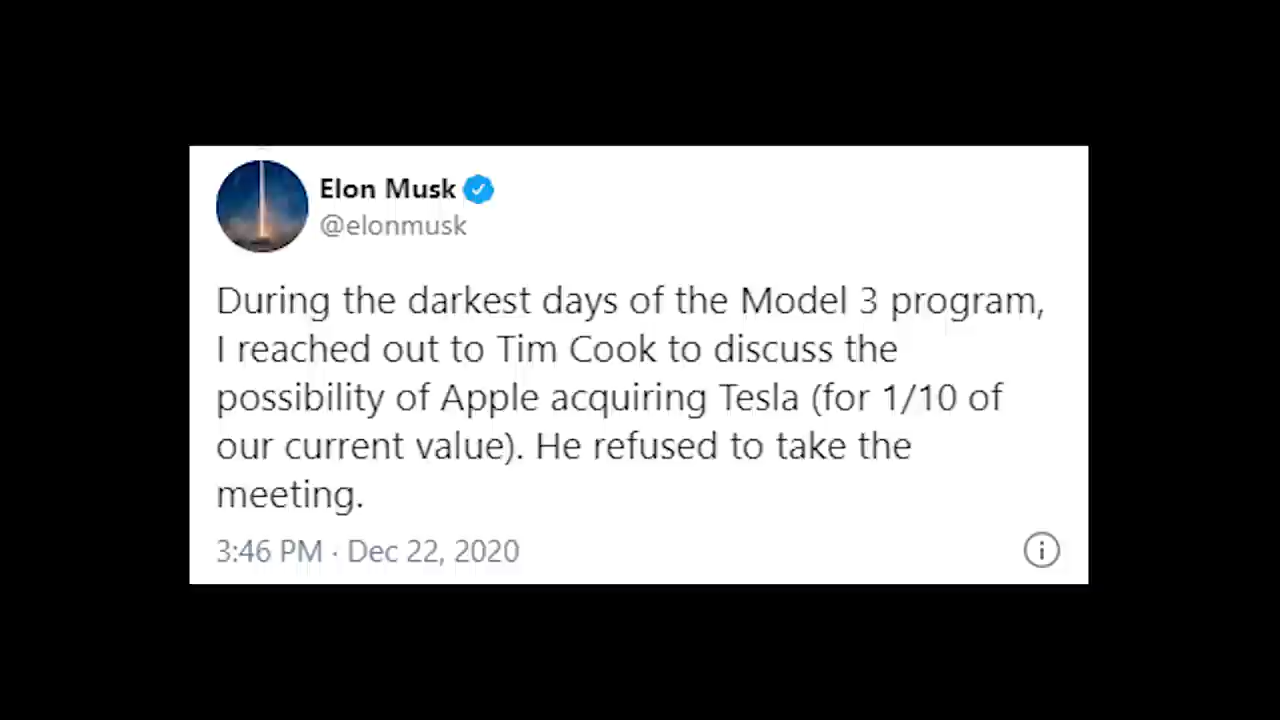 Elon Musk
@elonmusk
During the darkest days of the Model 3 program,
I reached out to Tim Cook to discuss the
possibility of Apple acquiring Tesla (for 1/10 of
our current value). He refused to take the
meeting.
3:46 PM · Dec 22, 2020